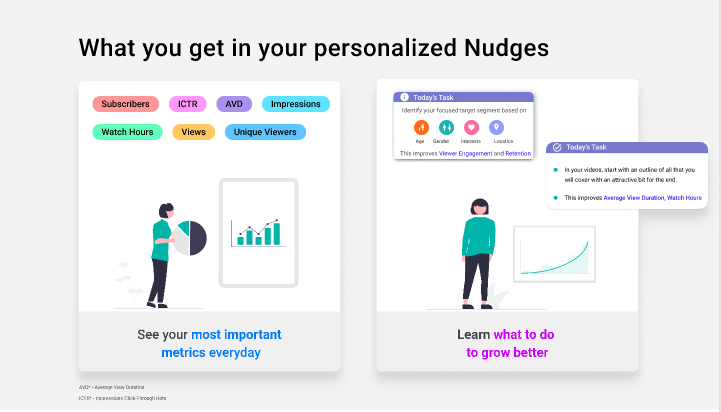 What you get in your personalized Nudges
Subscribers ICTR AVD Impressions
Watch Hours Views Unique Viewers
See your most important
metrics everyday
Today's Task
Identify your focused target segment based on
Age Gender Interests Location
This improves Viewer Engagement and Retention
Today's Task
In your videos, start with an outline of all that you
will cover with an attractive bit for the end.
This improves Average View Duration, Watch Hours
Learn what to do
to grow better
AVD* - Average View Duration
ICTR* - Impressions Click-Through Rate